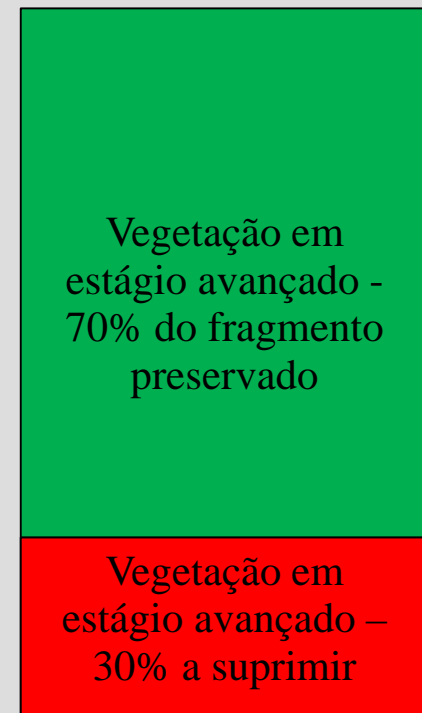 Vegetação em
estágio avançado -
70% do fragmento
preservado
Vegetação em
estágio avançado –
30% a suprimir